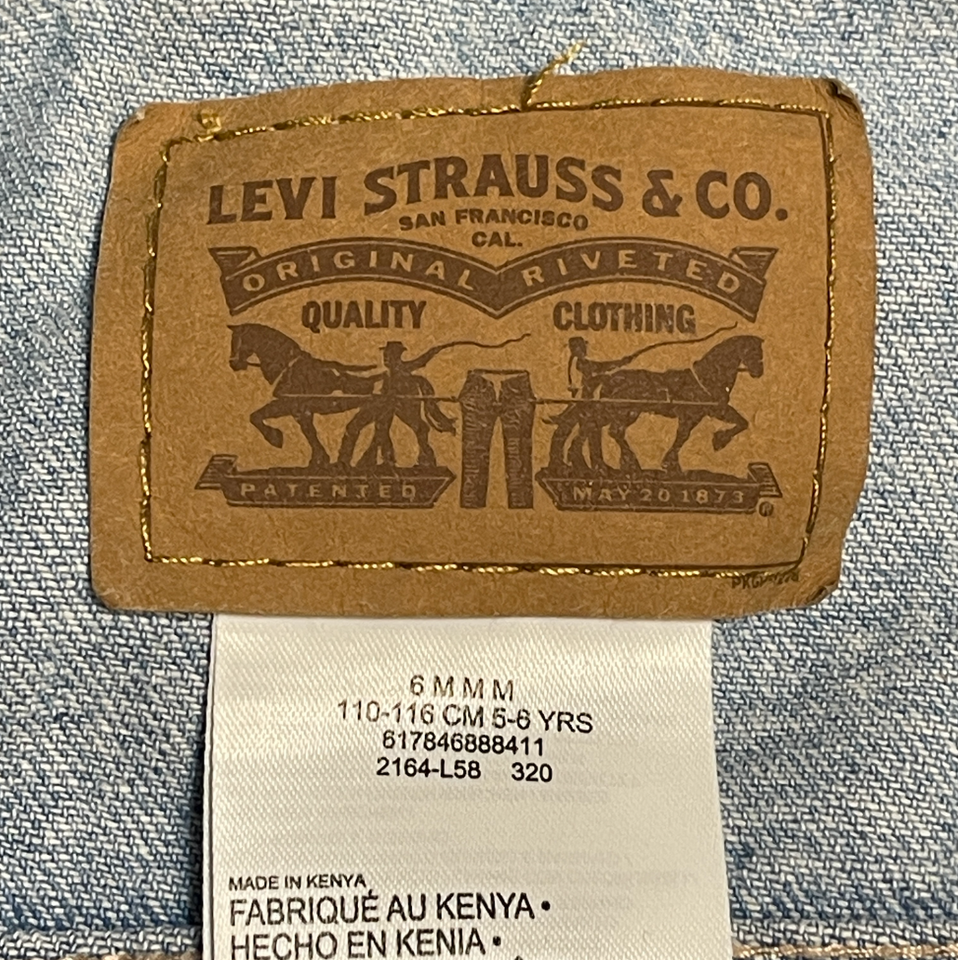 LEVI STRAUSS & CO.
SAN FRANCISCO
CAL.
ORIGINAL RIVETED
QUALITY CLOTHING
PATENTED MAY 20 1873
®
6 M M M
110-116 CM 5-6 YRS
617846888411
2164-L58 320
MADE IN KENYA
FABRIQUÉ AU KENYA •
HECHO EN KENIA •